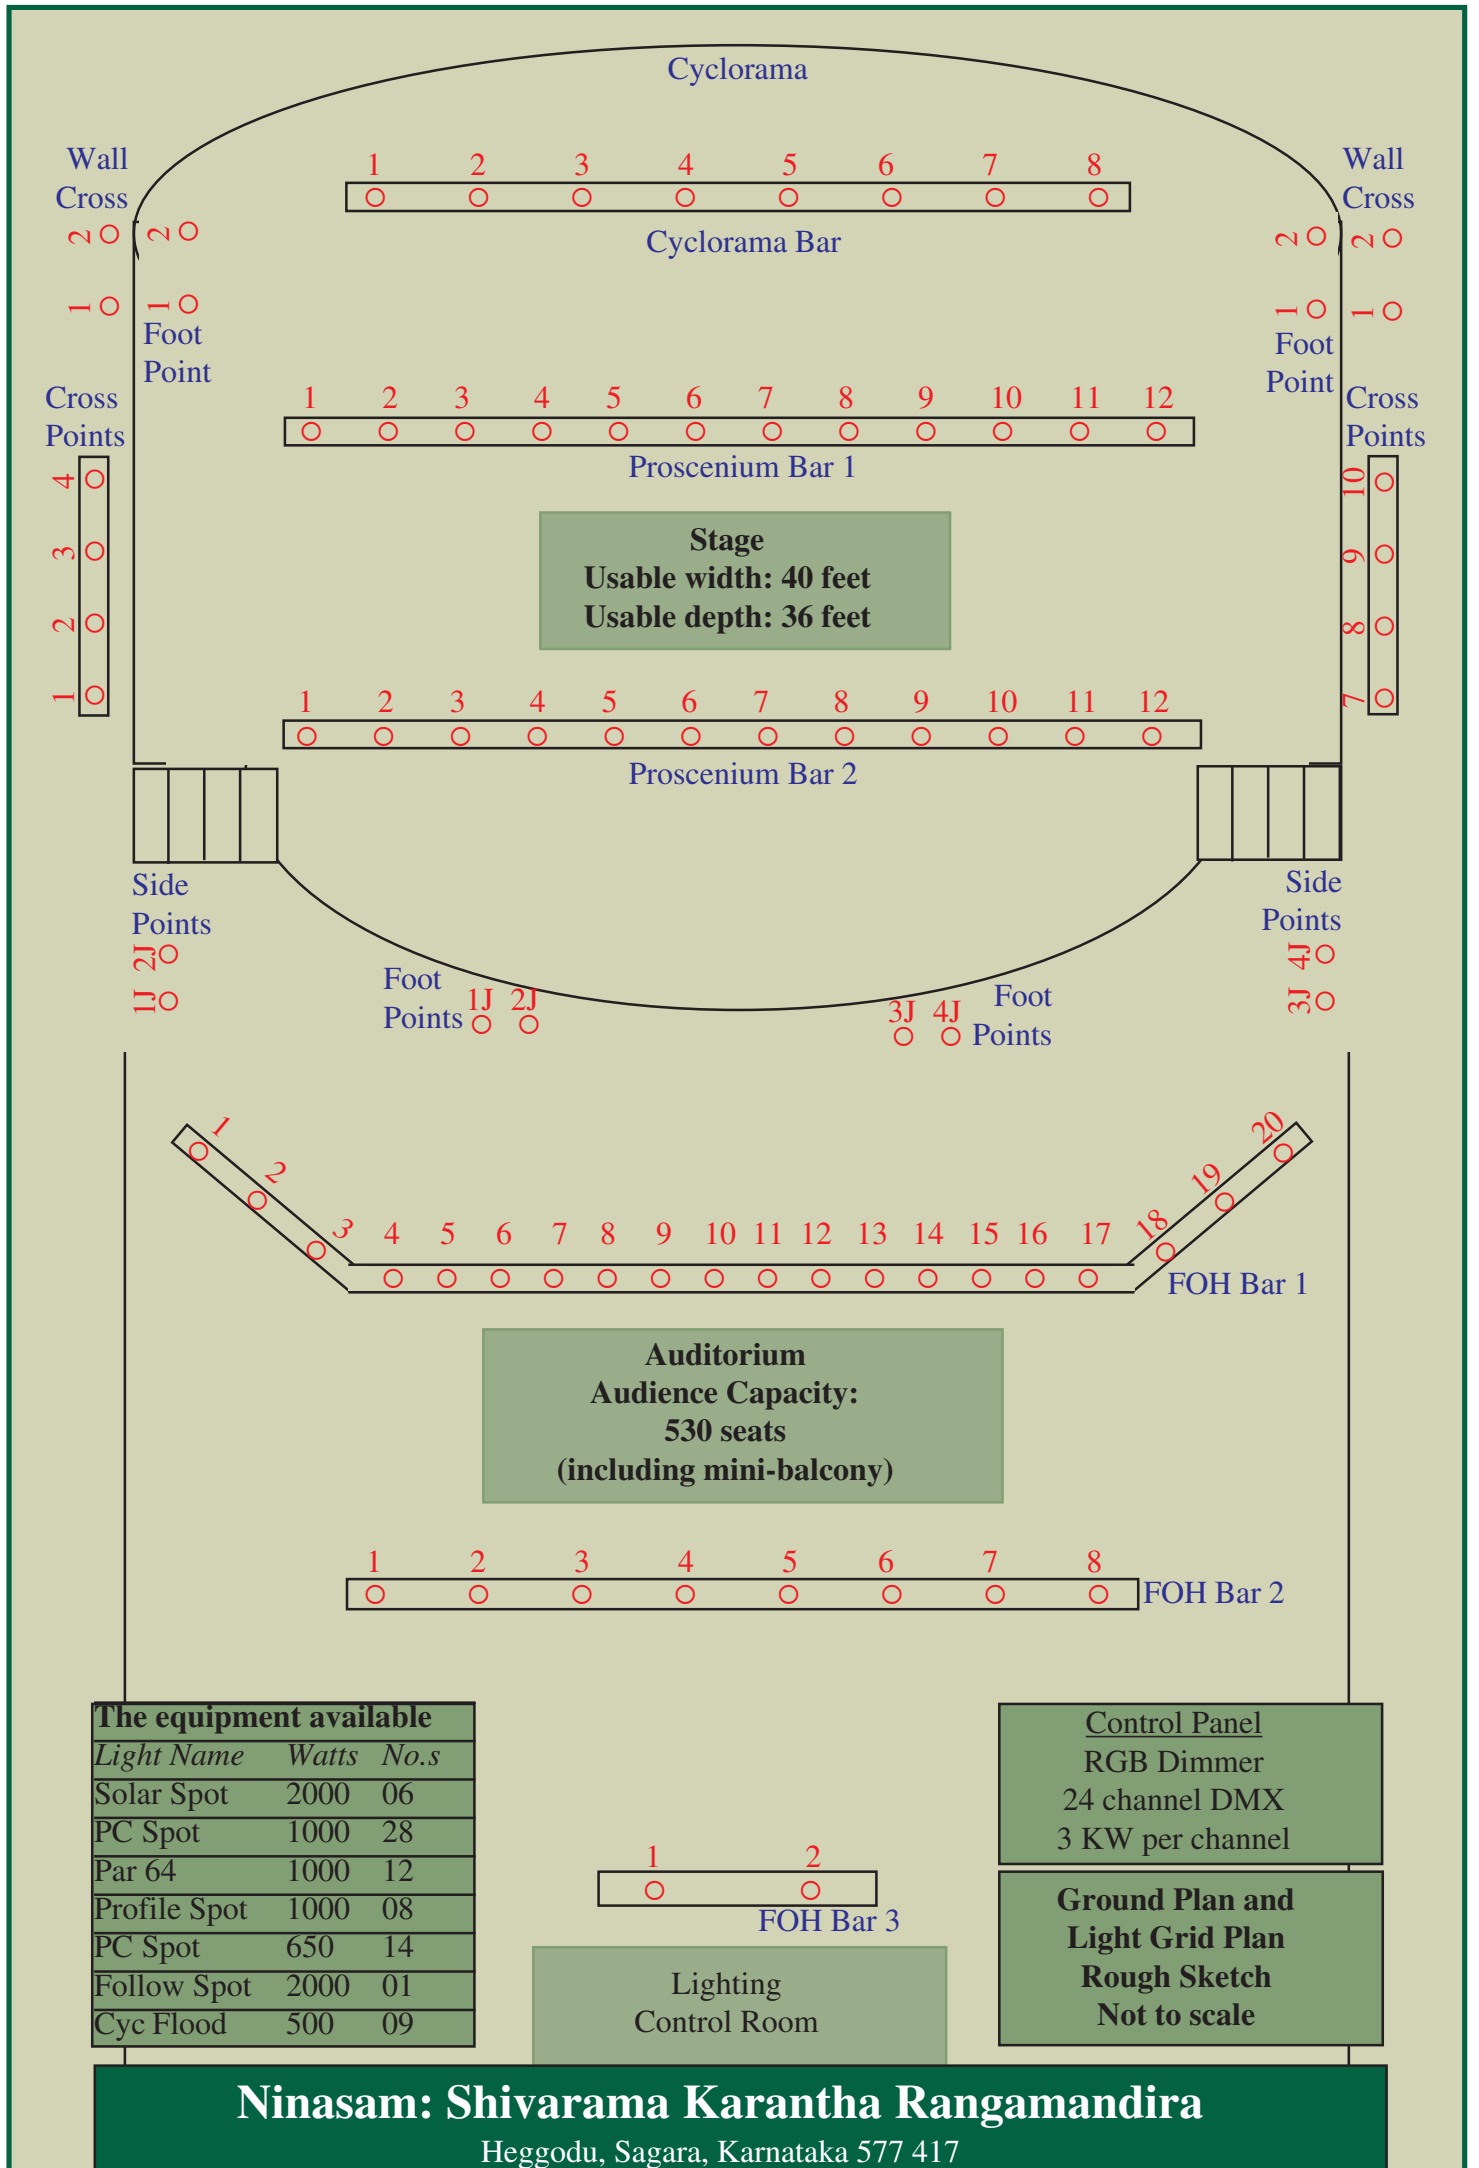 Cyclorama
Wall
Cross
1 2 3 4 5 6 7 8
Wall
Cross
2 2
Cyclorama Bar
2 2
1 1
1 1
Foot
Point
Foot
Point
Cross
Points
1 2 3 4 5 6 7 8 9 10 11 12
Cross
Points
Proscenium Bar 1
4
3
2
1
10
9
8
7
Stage
Usable width: 40 feet
Usable depth: 36 feet
1 2 3 4 5 6 7 8 9 10 11 12
Proscenium Bar 2
Side
Points
2J
1J
Side
Points
4J
3J
Foot
Points
1J 2J
3J 4J
Foot
Points
1 2 3 4 5 6 7 8 9 10 11 12 13 14 15 16 17 18 19 20
FOH Bar 1
Auditorium
Audience Capacity:
530 seats
(including mini-balcony)
1 2 3 4 5 6 7 8
FOH Bar 2
The equipment available
Light Name Watts No.s
Solar Spot 2000 06
PC Spot 1000 28
Par 64 1000 12
Profile Spot 1000 08
PC Spot 650 14
Follow Spot 2000 01
Cyc Flood 500 09
1 2
FOH Bar 3
Lighting
Control Room
Control Panel
RGB Dimmer
24 channel DMX
3 KW per channel
Ground Plan and
Light Grid Plan
Rough Sketch
Not to scale
Ninasam: Shivarama Karantha Rangamandira
Heggodu, Sagara, Karnataka 577 417